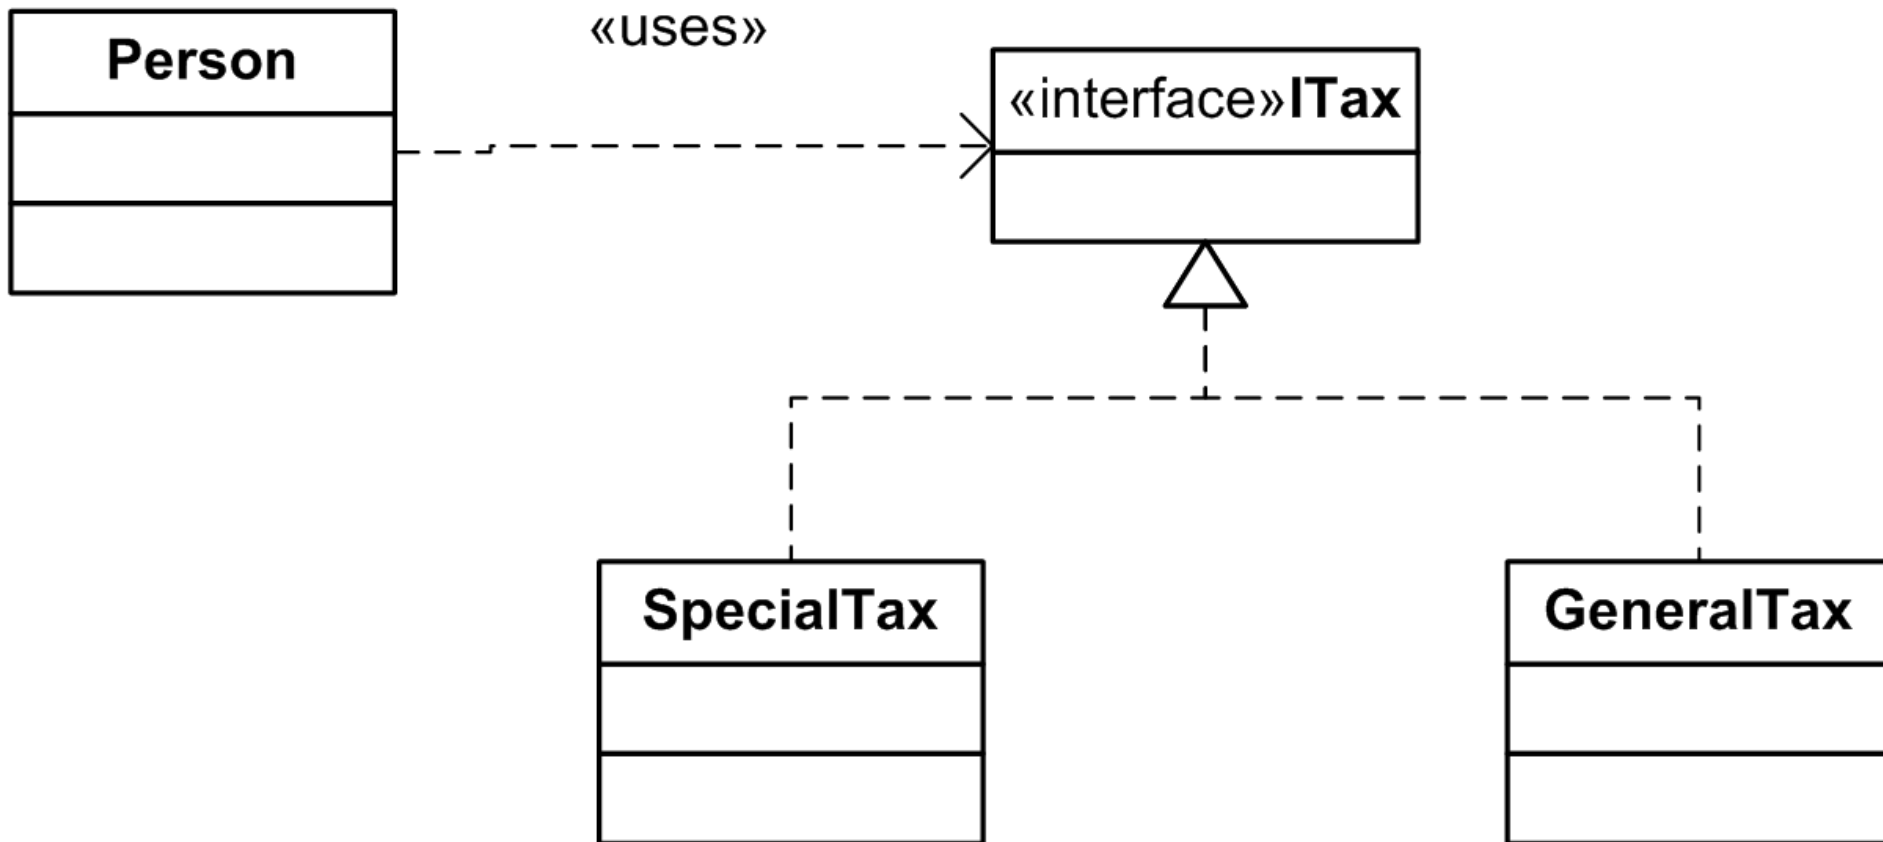 Person
«uses»
«interface»ITax
SpecialTax
GeneralTax